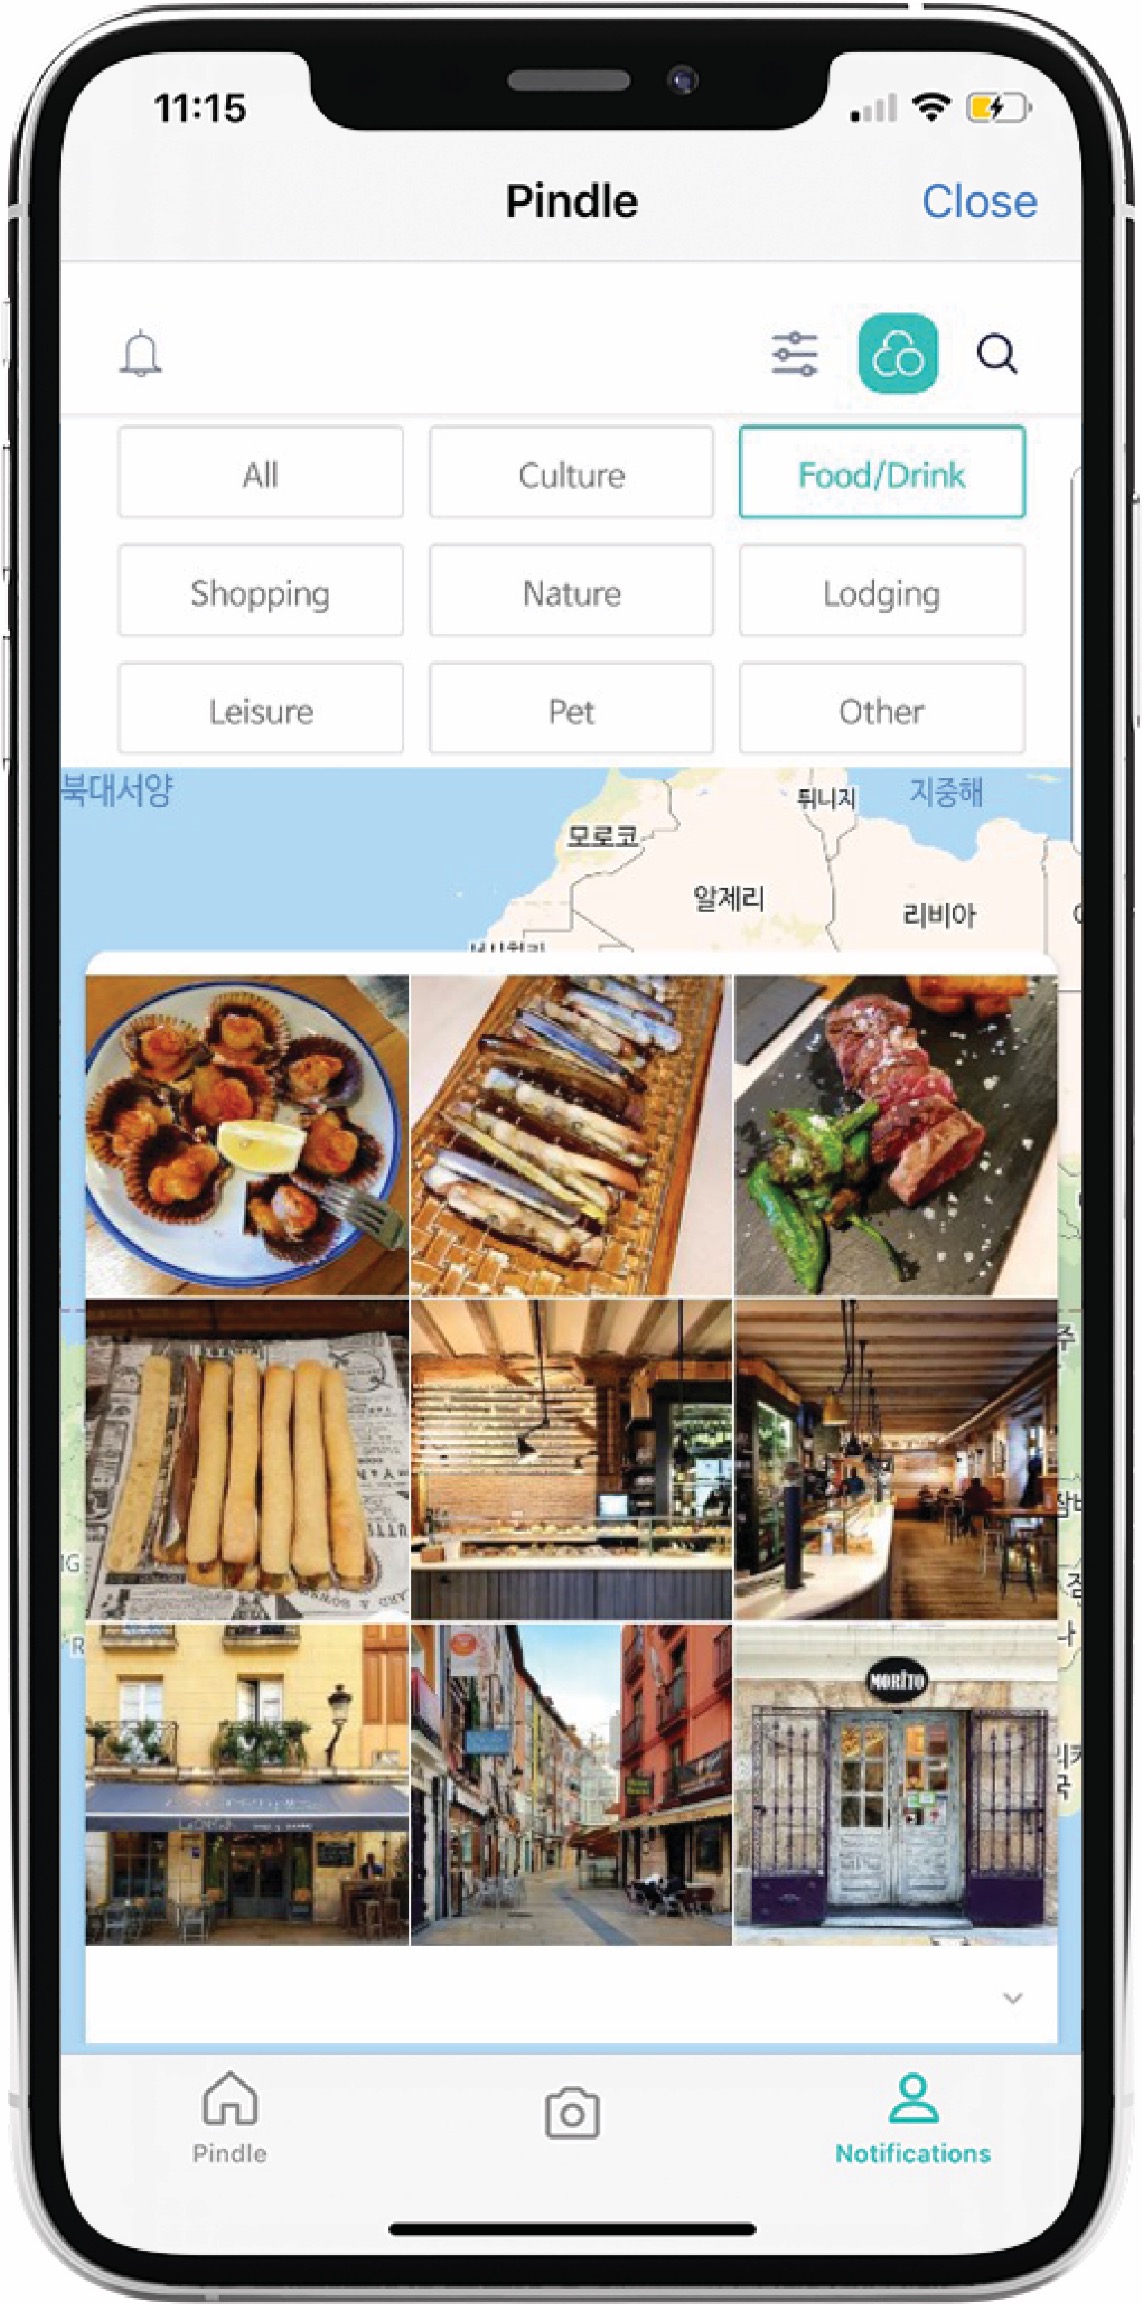 11:15
Pindle
Close
All
Culture
Food/Drink
Shopping
Nature
Lodging
Leisure
Pet
Other
북대서양
튀니지
지중해
모로코
알제리
리비아
MORITO
Pindle
Notifications